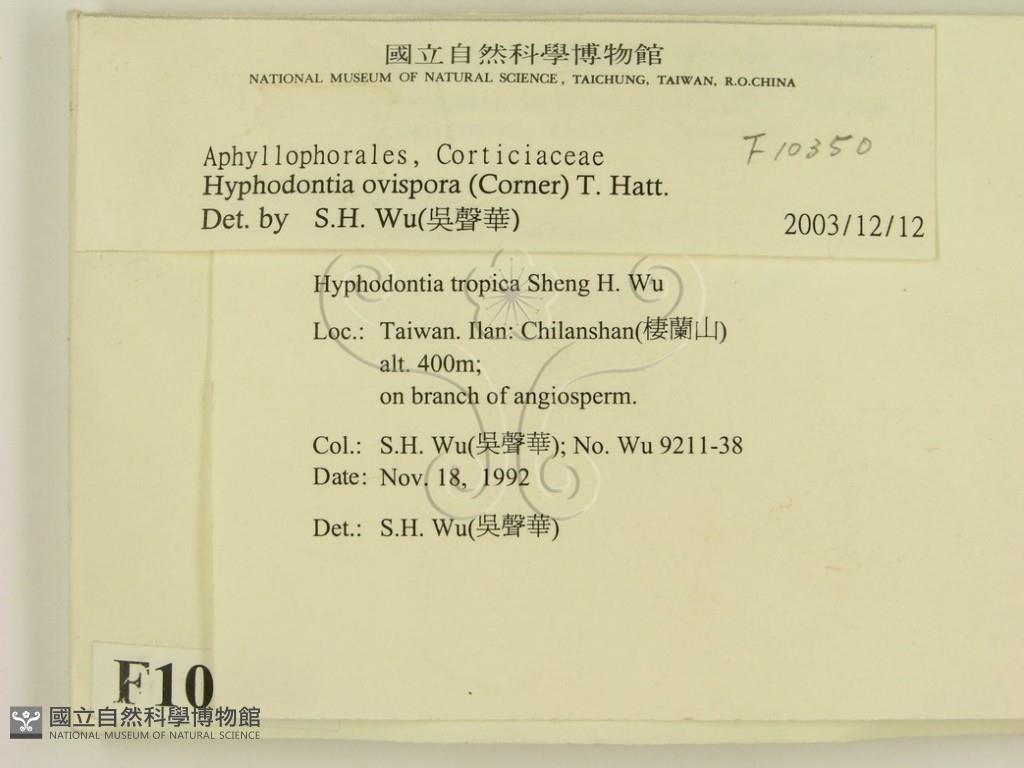 國立自然科學博物館
NATIONAL MUSEUM OF NATURAL SCIENCE, TAICHUNG, TAIWAN, R.O.CHINA
F10350
Aphyllophorales, Corticiaceae
Hyphodontia ovispora (Corner) T. Hatt.
Det. by S.H. Wu(吳聲華)
2003/12/12
Hyphodontia tropica Sheng H. Wu
Loc.: Taiwan. Ilan: Chilanshan(棲蘭山)
alt. 400m;
on branch of angiosperm.
Col.: S.H. Wu(吳聲華); No. Wu 9211-38
Date: Nov. 18, 1992
Det.: S.H. Wu(吳聲華)
F10
國立自然科學博物館
NATIONAL MUSEUM OF NATURAL SCIENCE